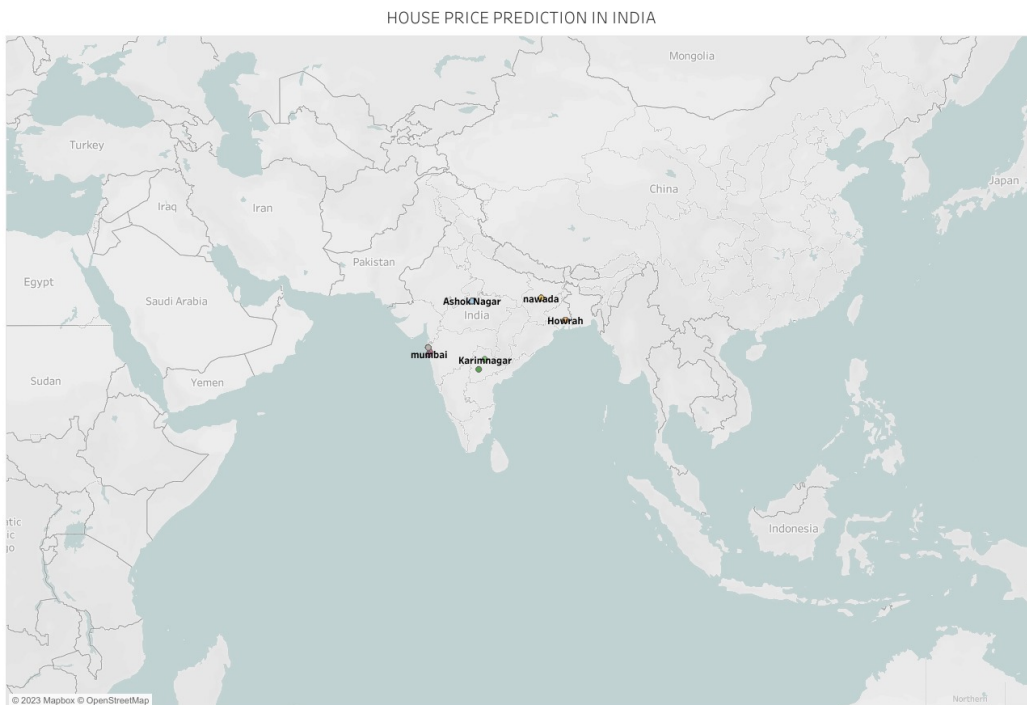 HOUSE PRICE PREDICTION IN INDIA
Mongolia
Turkey
China
Japan
Iraq
Iran
Pakistan
Egypt
Saudi Arabia
Ashok Nagar
nawada
India
Howrah
mumbai
Karimnagar
Sudan
Yemen
Indonesia
Northern
© 2023 Mapbox © OpenStreetMap